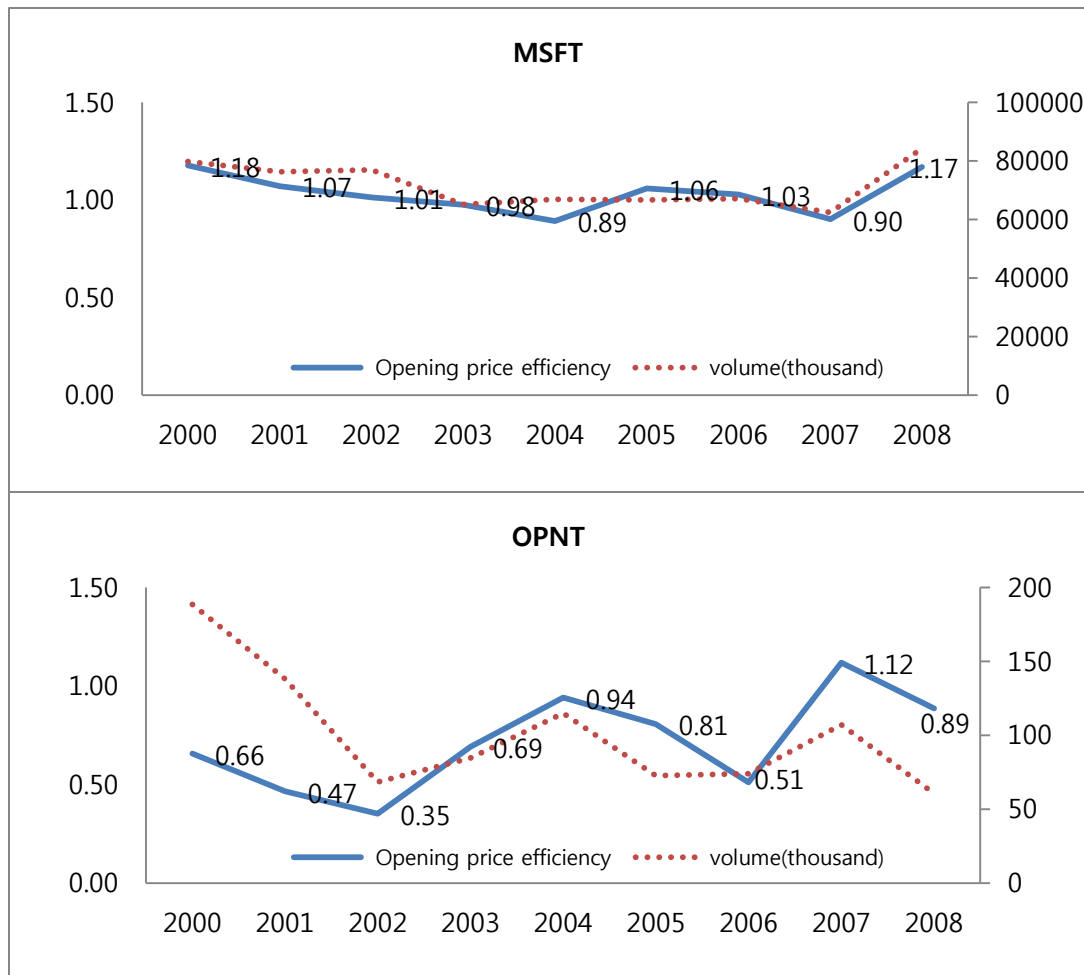 MSFT
1.50 100000
1.18 1.07 1.01 0.98 0.89 1.06 1.03 0.90 1.17
80000
1.00
60000
40000
0.50
20000
Opening price efficiency volume(thousand)
0.00 0
2000 2001 2002 2003 2004 2005 2006 2007 2008
OPNT
1.50 200
0.66 0.47 0.35 0.69 0.94 0.81 0.51 1.12 0.89
150
1.00
100
0.50
50
Opening price efficiency volume(thousand)
0.00 0
2000 2001 2002 2003 2004 2005 2006 2007 2008